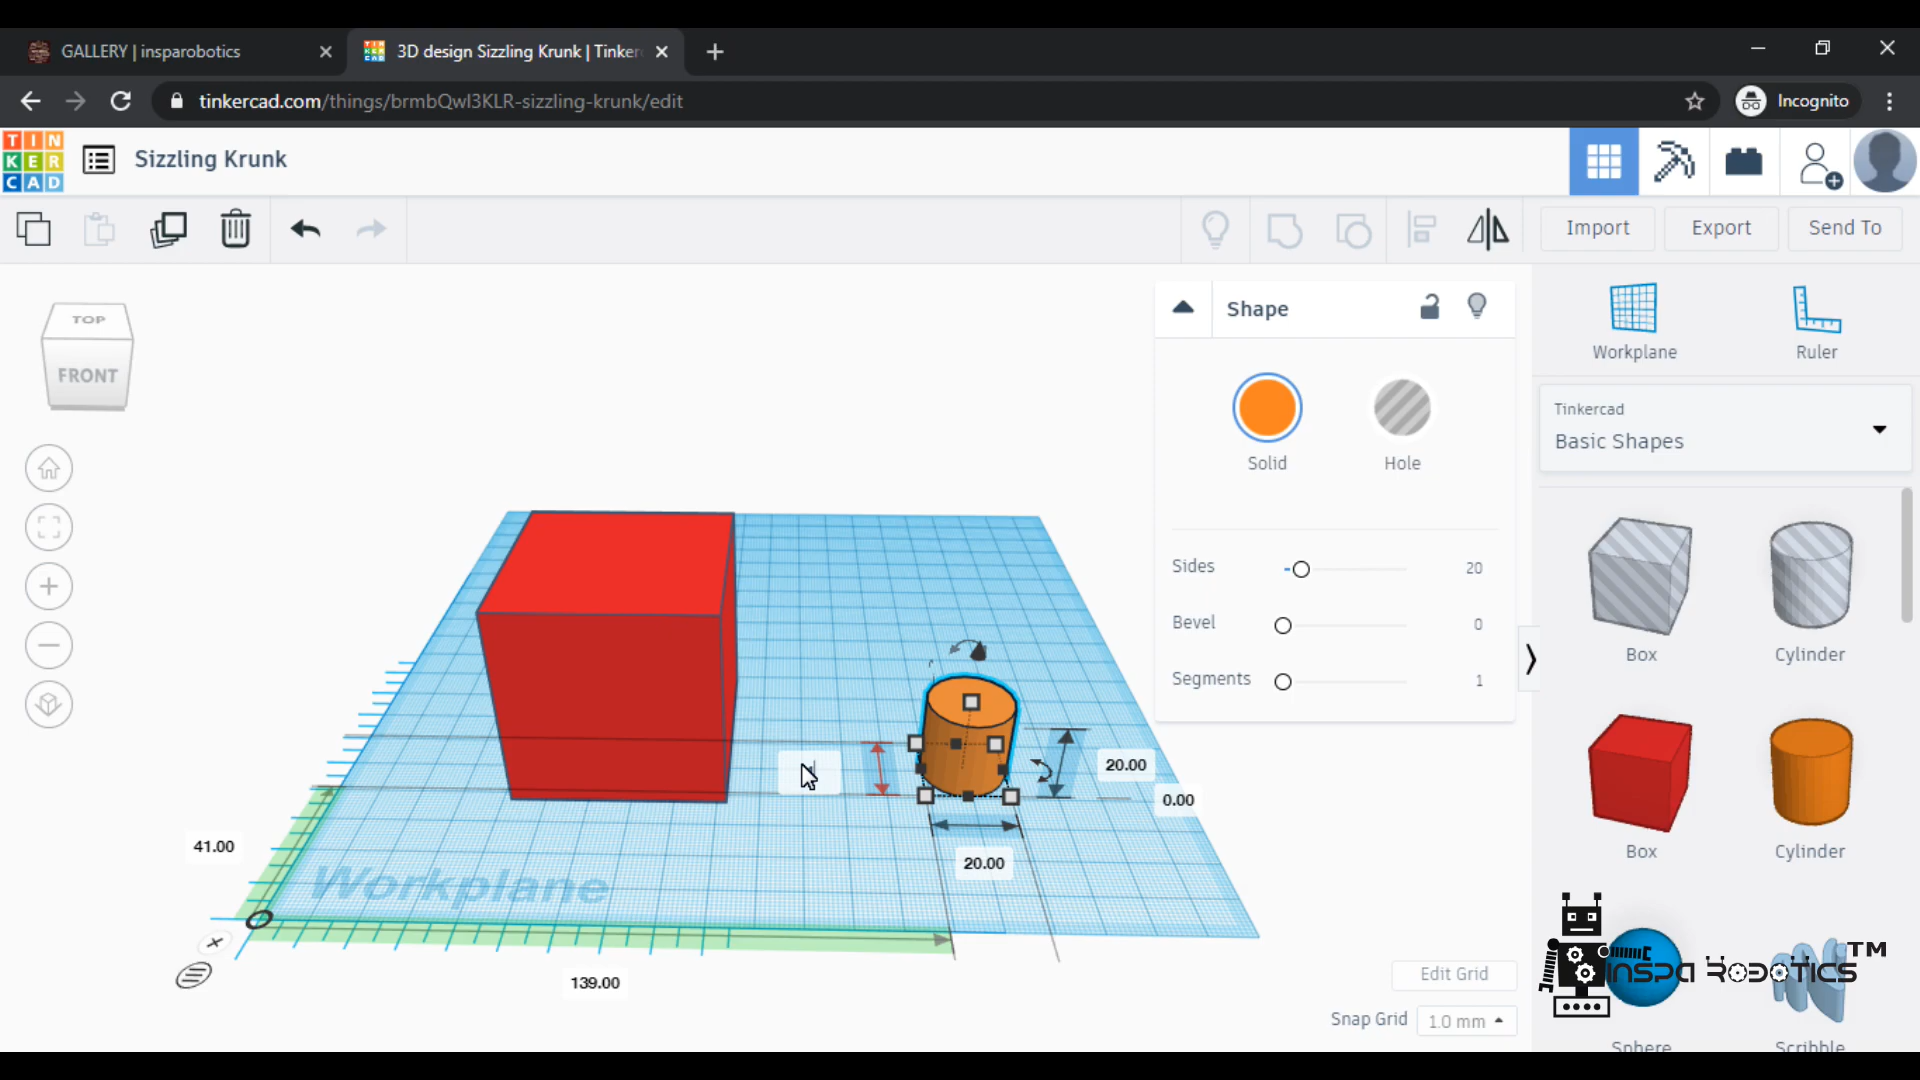 GALLERY | insparobotics
3D design Sizzling Krunk | Tinker
tinkercad.com/things/brmbQwl3KLR-sizzling-krunk/edit
Incognito
TIN
KER
CAD
Sizzling Krunk
Import
Export
Send To
TOP
FRONT
Shape
Solid
Hole
Sides
20
Bevel
0
Segments
1
Workplane
Ruler
Tinkercad
Basic Shapes
Box
Cylinder
Box
Cylinder
Sphere
Scribble
20.00
0.00
20.00
41.00
139.00
Workplane
Edit Grid
Snap Grid
1.0 mm
INSPA ROBOTICS™